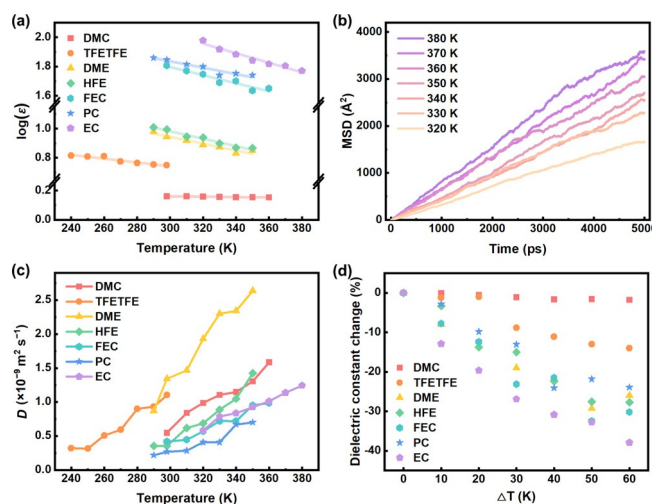 (a)
DMC
TFETFE
DME
HFE
FEC
PC
EC
log(ε)
2.0
1.8
1.6
1.0
0.8
0.2
0.0
240 260 280 300 320 340 360 380
Temperature (K)
(b)
380 K
370 K
360 K
350 K
340 K
330 K
320 K
MSD (Å²)
4000
3000
2000
1000
0
0 1000 2000 3000 4000 5000
Time (ps)
(c)
DMC
TFETFE
DME
HFE
FEC
PC
EC
D (×10⁻⁹ m² s⁻¹)
2.5
2.0
1.5
1.0
0.5
0.0
240 260 280 300 320 340 360 380
Temperature (K)
(d)
DMC
TFETFE
DME
HFE
FEC
PC
EC
Dielectric constant change (%)
0
-10
-20
-30
-40
0 10 20 30 40 50 60
△T (K)